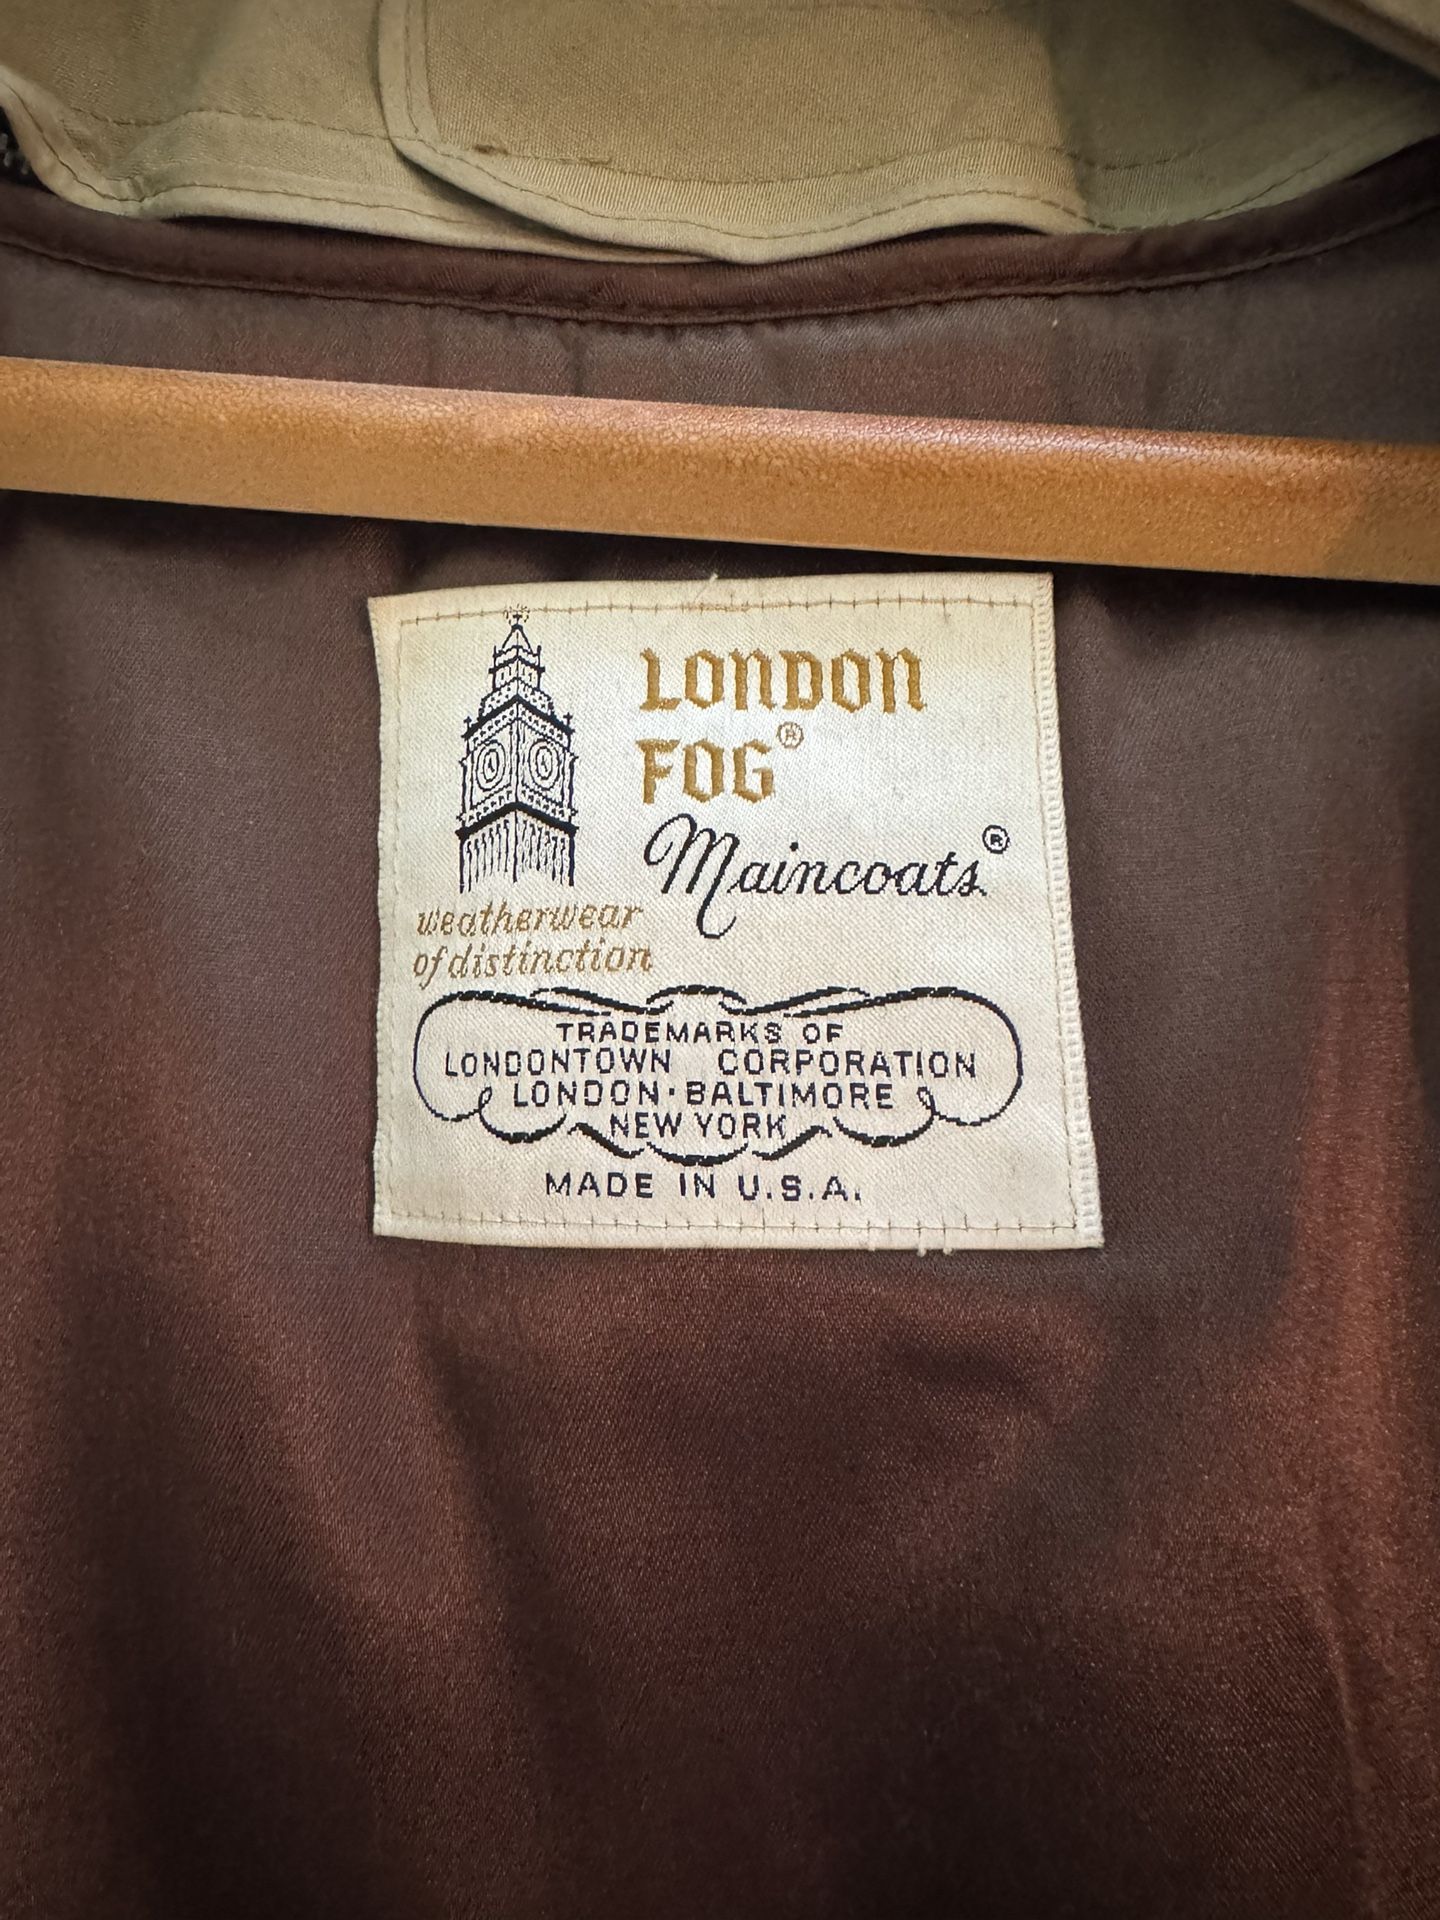 LONDON
FOG®
Maincoats®
weatherwear
of distinction
TRADEMARKS OF
LONDONTOWN CORPORATION
LONDON·BALTIMORE
NEW YORK
MADE IN U.S.A.